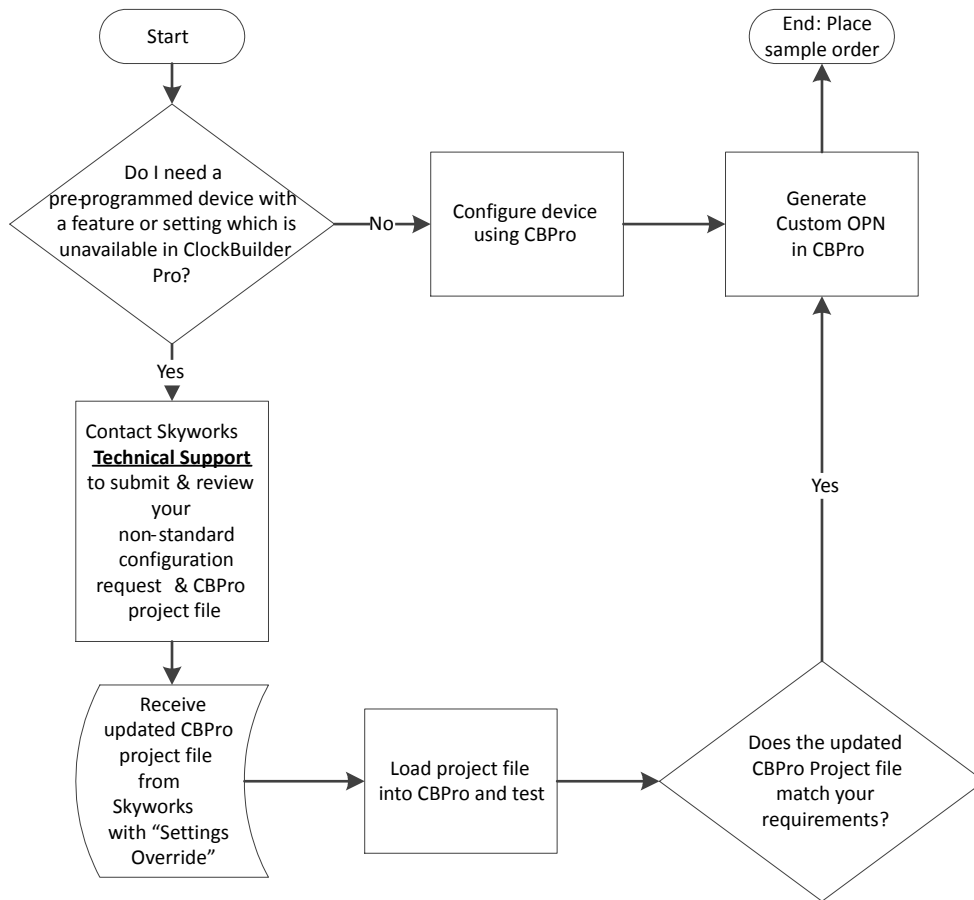 Start
End: Place
sample order
Do I need a
pre-programmed device with
a feature or setting which is
unavailable in ClockBuilder
Pro?
No
Configure device
using CBPro
Generate
Custom OPN
in CBPro
Yes
Contact Skyworks
Technical Support
to submit & review
your
non-standard
configuration
request & CBPro
project file
Yes
Receive
updated CBPro
project file
from
Skyworks
with “Settings
Override”
Load project file
into CBPro and test
Does the updated
CBPro Project file
match your
requirements?